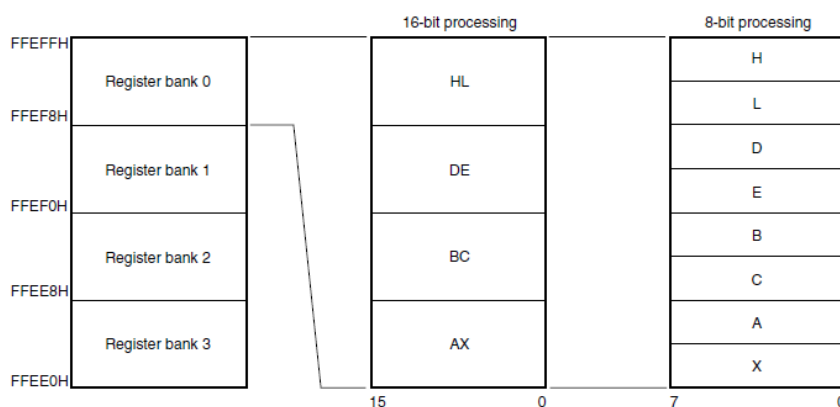 16-bit processing
8-bit processing
FFEFFH
Register bank 0
HL
H
L
FFEF8H
Register bank 1
DE
D
E
FFEF0H
Register bank 2
BC
B
C
FFEE8H
Register bank 3
AX
A
X
FFEE0H
15
0
7
0